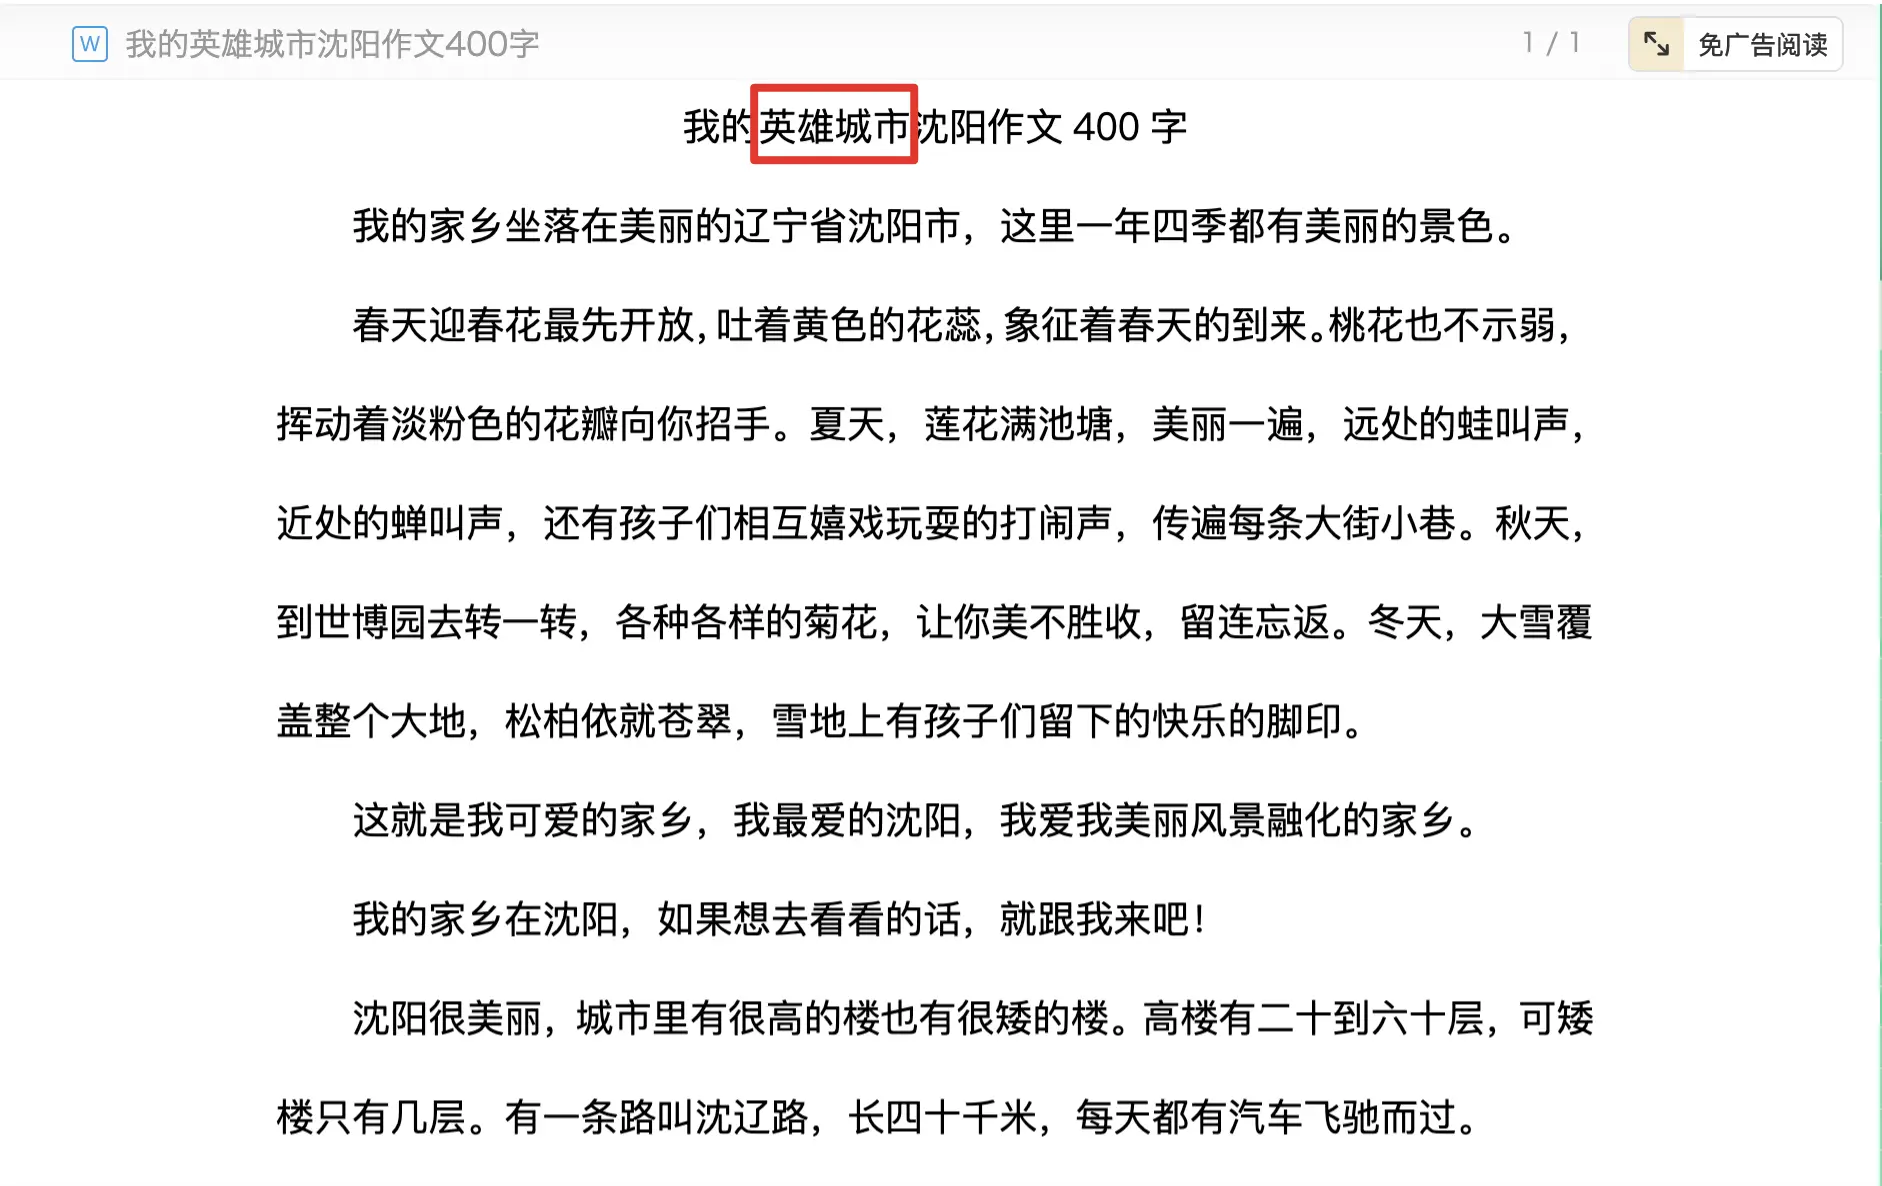 W 我的英雄城市沈阳作文400字
1 / 1
免广告阅读
我的英雄城市沈阳作文 400 字
我的家乡坐落在美丽的辽宁省沈阳市，这里一年四季都有美丽的景色。
春天迎春花最先开放，吐着黄色的花蕊，象征着春天的到来。桃花也不示弱，
挥动着淡粉色的花瓣向你招手。夏天，莲花满池塘，美丽一遍，远处的蛙叫声，
近处的蝉叫声，还有孩子们相互嬉戏玩耍的打闹声，传遍每条大街小巷。秋天，
到世博园去转一转，各种各样的菊花，让你美不胜收，留连忘返。冬天，大雪覆
盖整个大地，松柏依就苍翠，雪地上有孩子们留下的快乐的脚印。
这就是我可爱的家乡，我最爱的沈阳，我爱我美丽风景融化的家乡。
我的家乡在沈阳，如果想去看看的话，就跟我来吧！
沈阳很美丽，城市里有很高的楼也有很矮的楼。高楼有二十到六十层，可矮
楼只有几层。有一条路叫沈辽路，长四十千米，每天都有汽车飞驰而过。